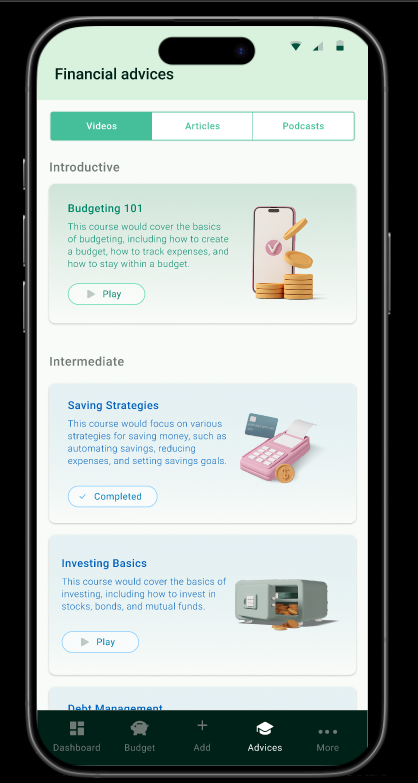 Financial advices
Videos
Articles
Podcasts
Introductive
Budgeting 101
This course would cover the basics
of budgeting, including how to create
a budget, how to track expenses, and
how to stay within a budget.
Play
Intermediate
Saving Strategies
This course would focus on various
strategies for saving money, such as
automating savings, reducing
expenses, and setting savings goals.
Completed
Investing Basics
This course would cover the basics of
investing, including how to invest in
stocks, bonds, and mutual funds.
Play
Debt Management
Dashboard
Budget
Add
Advices
More